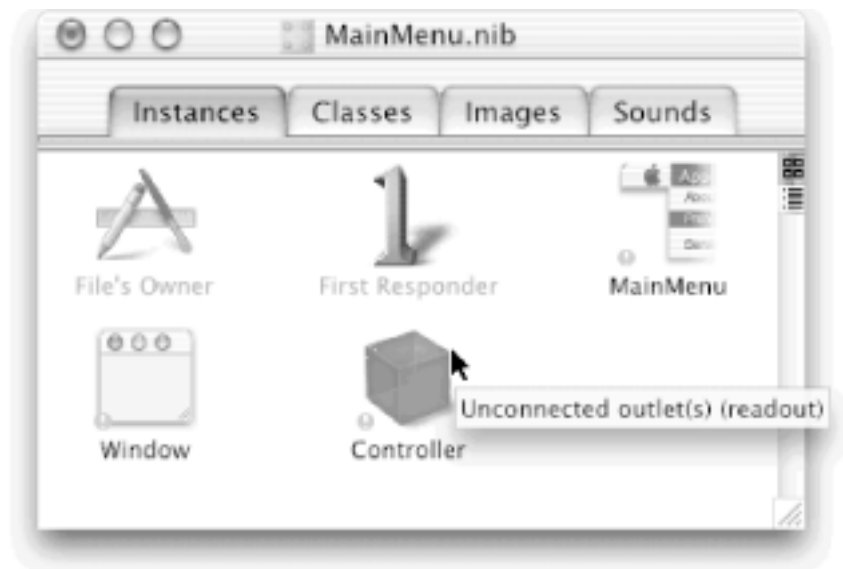 MainMenu.nib
Instances Classes Images Sounds
File's Owner First Responder MainMenu
Unconnected outlet(s) (readout)
Window Controller